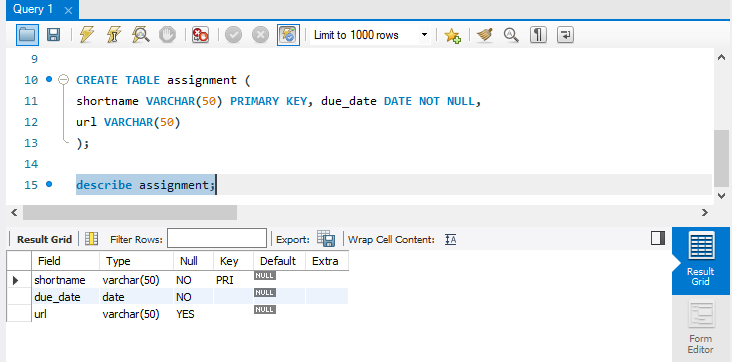 Query 1
Limit to 1000 rows
9
10 CREATE TABLE assignment (
11 shortname VARCHAR(50) PRIMARY KEY, due_date DATE NOT NULL,
12 url VARCHAR(50)
13 );
14
15 describe assignment;
Result Grid Filter Rows: Export: Wrap Cell Content:
Field Type Null Key Default Extra
shortname varchar(50) NO PRI NULL
due_date date NO NULL
url varchar(50) YES NULL
Result
Grid
Form
Editor